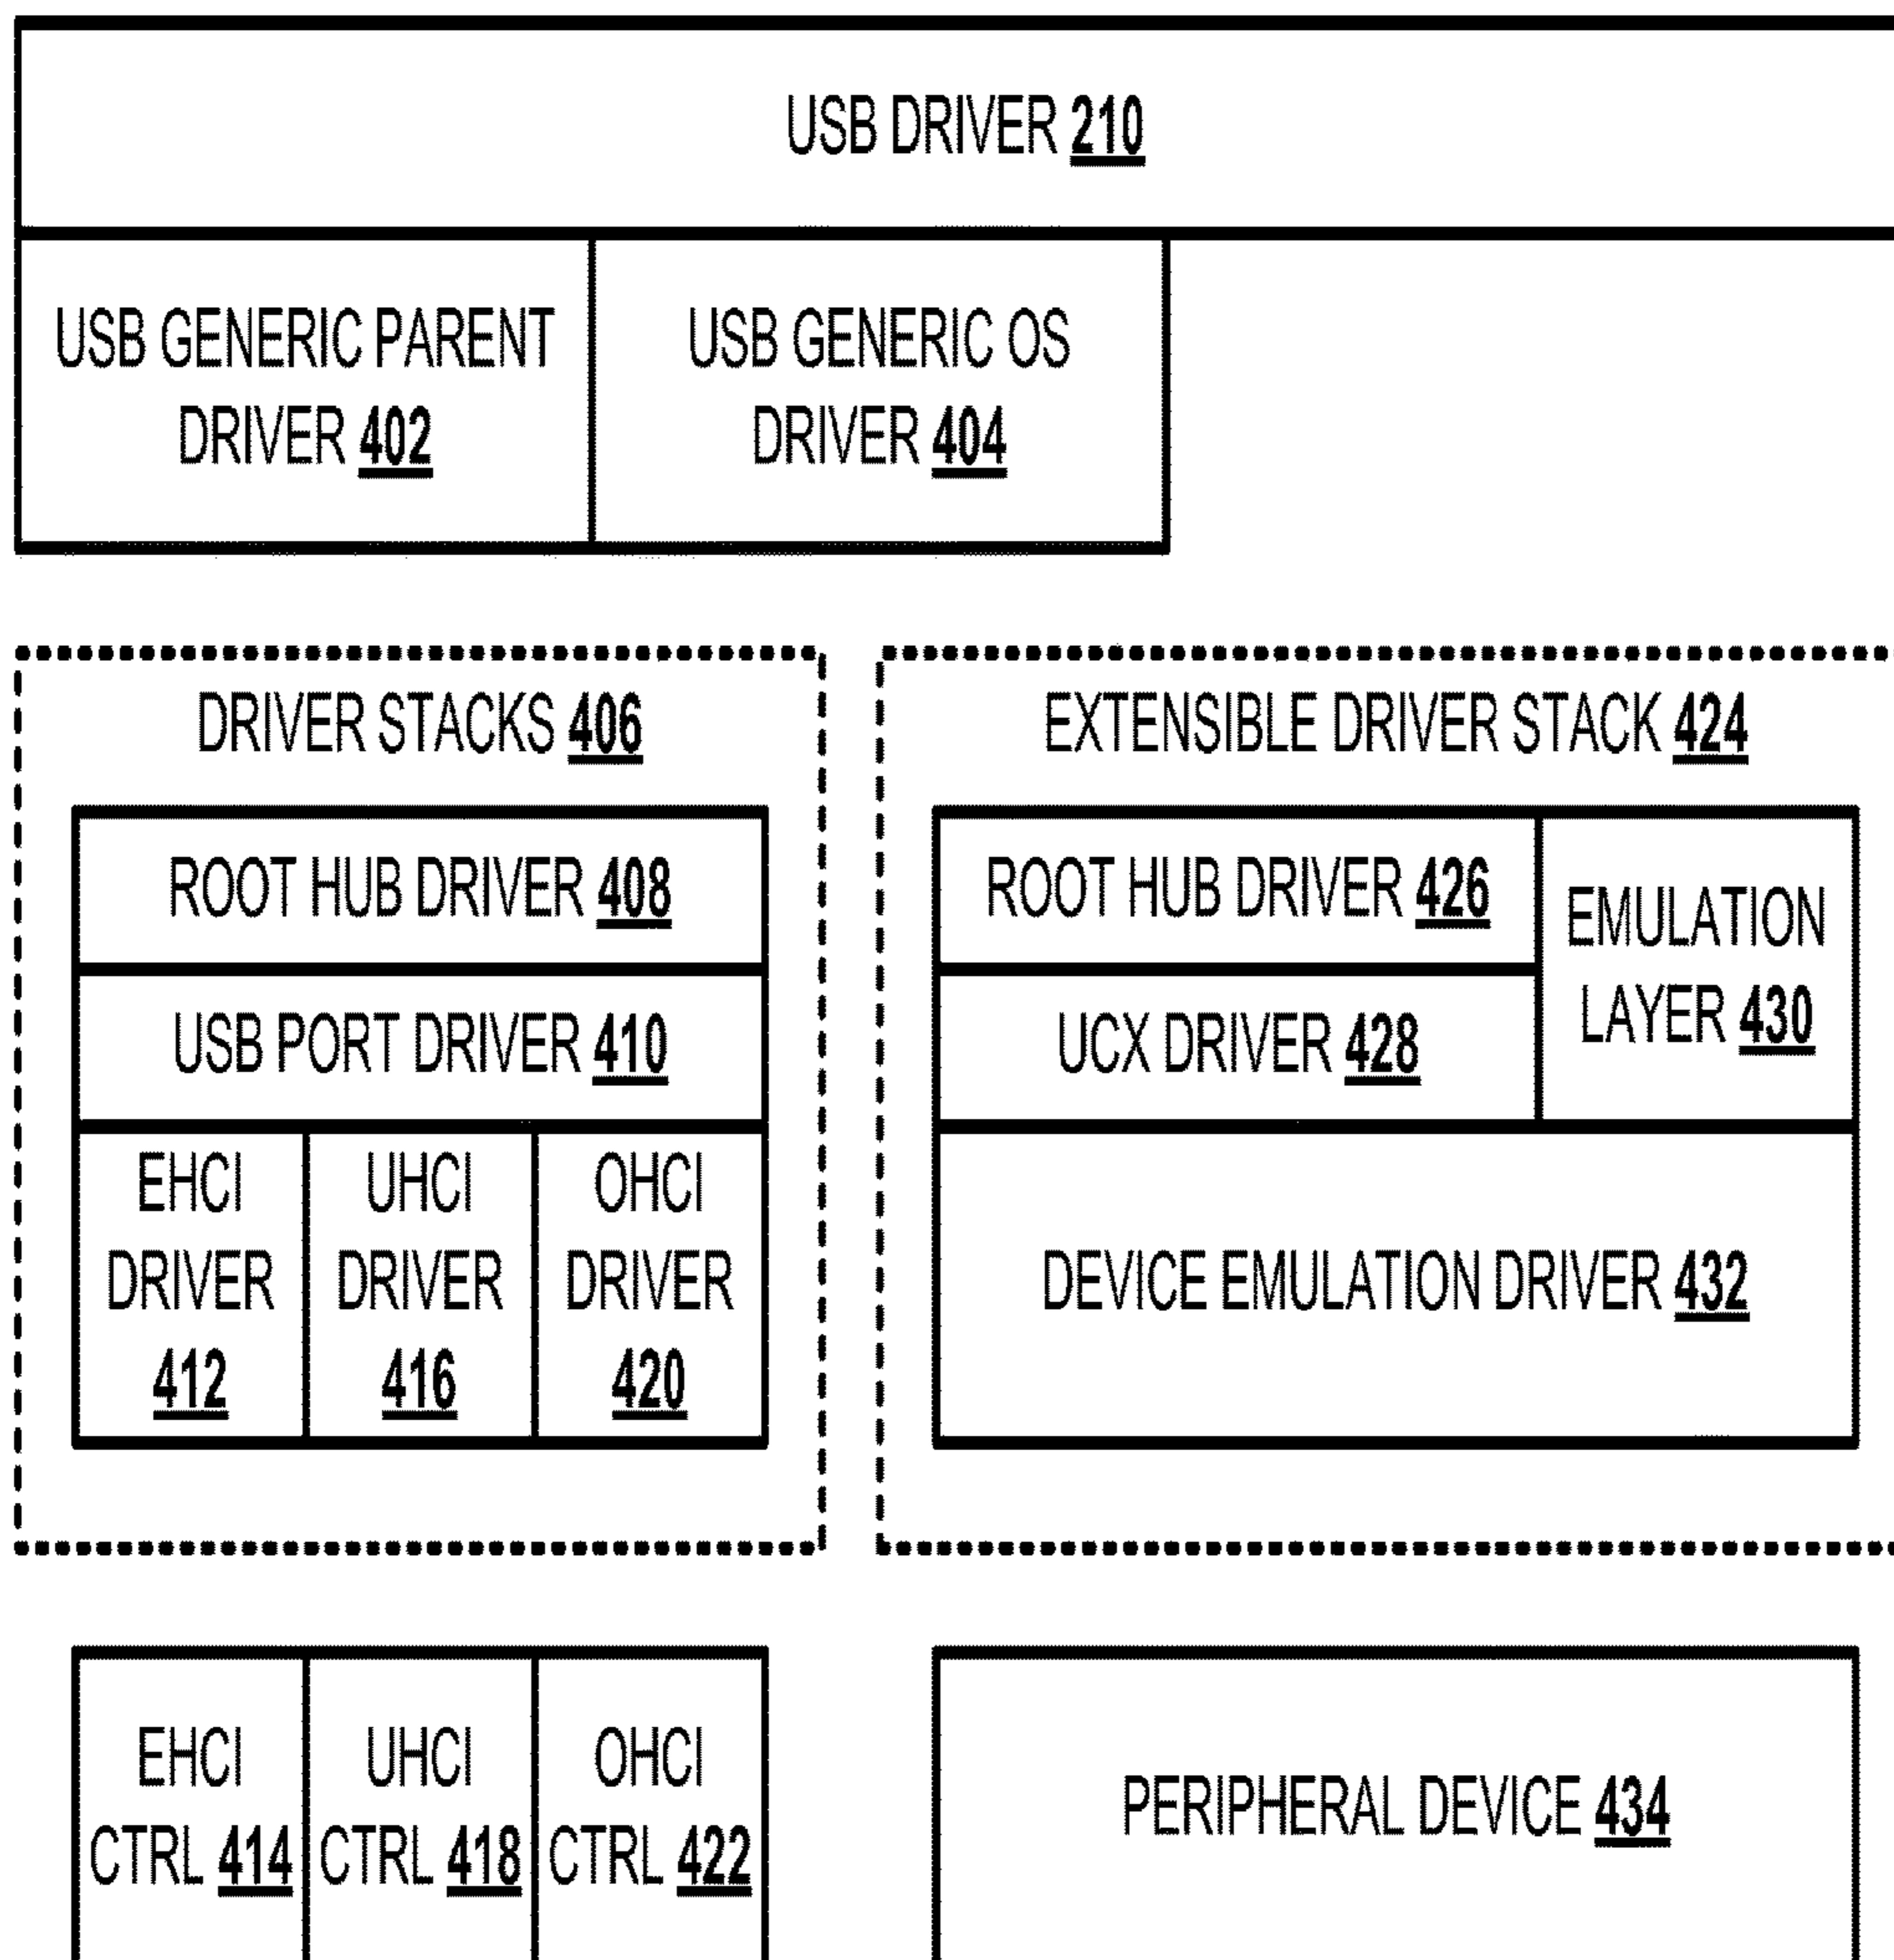 USB DRIVER 210
USB GENERIC PARENT
DRIVER 402
USB GENERIC OS
DRIVER 404
DRIVER STACKS 406
ROOT HUB DRIVER 408
USB PORT DRIVER 410
EHCI
DRIVER
412
UHCI
DRIVER
416
OHCI
DRIVER
420
EXTENSIBLE DRIVER STACK 424
ROOT HUB DRIVER 426
UCX DRIVER 428
EMULATION
LAYER 430
DEVICE EMULATION DRIVER 432
EHCI
CTRL 414
UHCI
CTRL 418
OHCI
CTRL 422
PERIPHERAL DEVICE 434